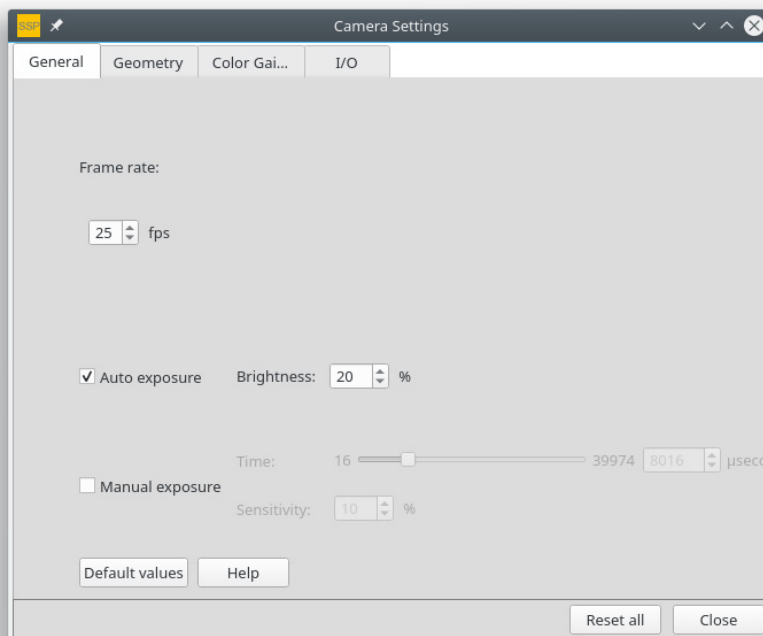 SSP Camera Settings
General Geometry Color Gai... I/O
Frame rate:
25 fps
Auto exposure Brightness: 20 %
Time: 16 39974 8016 µseco
Manual exposure
Sensitivity: 10 %
Default values Help
Reset all Close